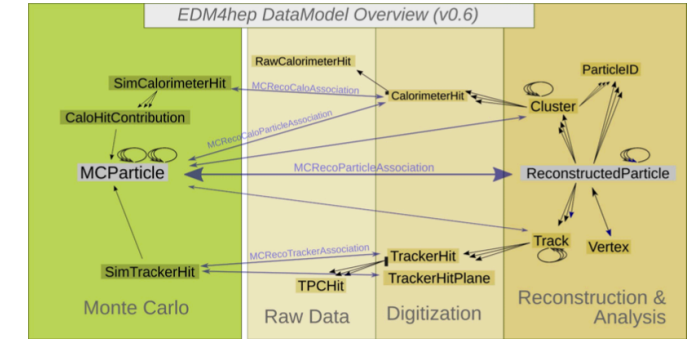 EDM4hep DataModel Overview (v0.6)
RawCalorimeterHit
ParticleID
SimCalorimeterHit
MCRecoCaloAssociation
CalorimeterHit
Cluster
CaloHitContribution
MCRecoCaloParticleAssociation
MCParticle
MCRecoParticleAssociation
ReconstructedParticle
Track
Vertex
MCRecoTrackerAssociation
TrackerHit
SimTrackerHit
TrackerHitPlane
TPCHit
Monte Carlo
Raw Data
Digitization
Reconstruction &
Analysis